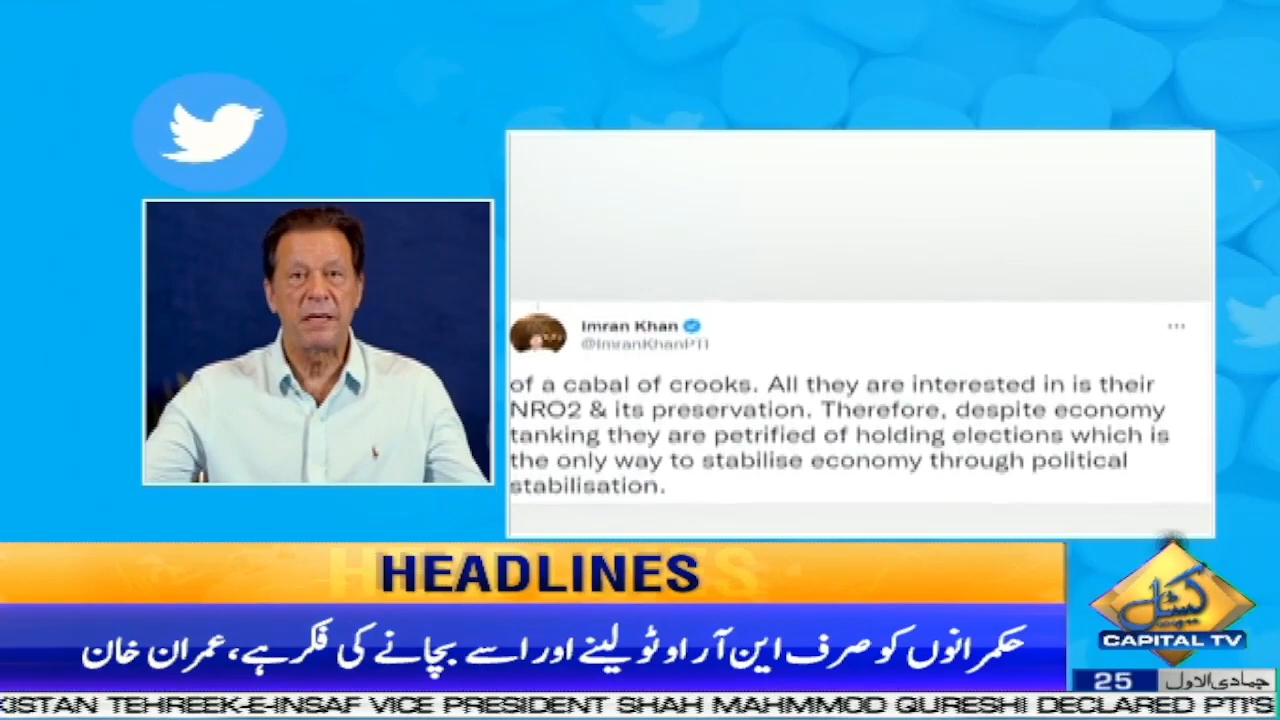 Imran Khan
@ImranKhanPTI
of a cabal of crooks. All they are interested in is their
NRO2 & its preservation. Therefore, despite economy
tanking they are petrified of holding elections which is
the only way to stabilise economy through political
stabilisation.
HEADLINES
حکمرانوں کو صرف این آر او ٹو لینے اور اسے بچانے کی فکر ہے، عمران خان
کیپٹل
CAPITAL TV
25 جمادی الاول
KISTAN TEHREEK-E-INSAF VICE PRESIDENT SHAH MAHMMOD QURESHI DECLARED PTI'S